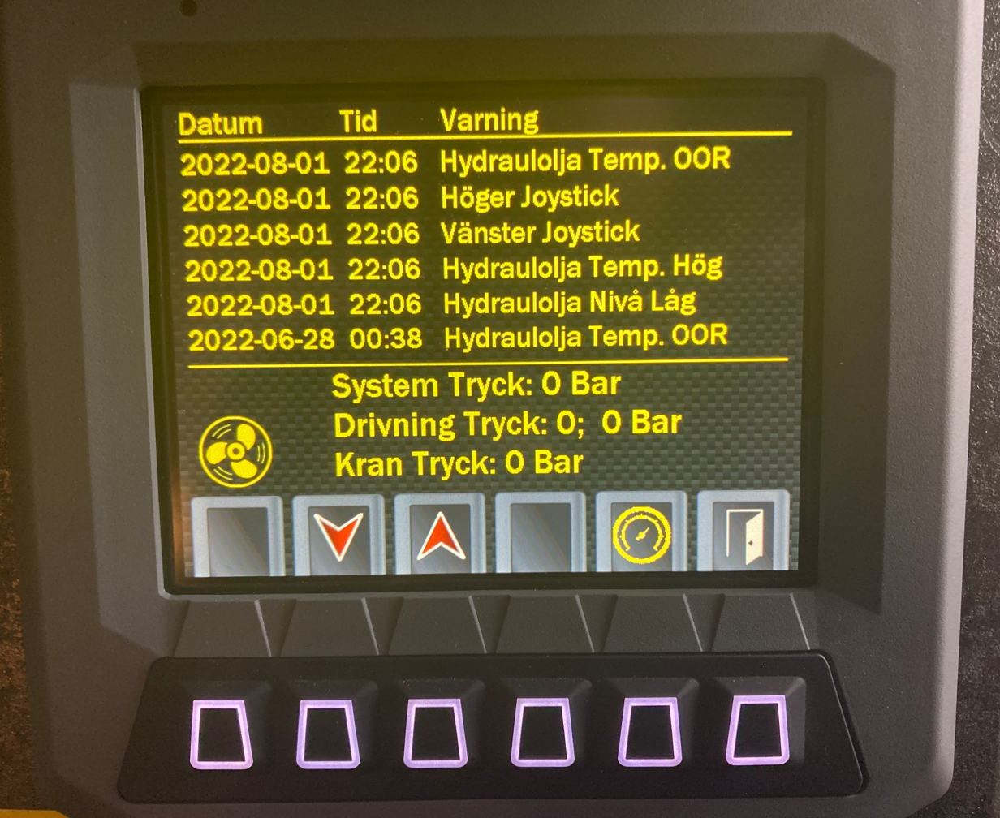 Datum Tid Varning
2022-08-01 22:06 Hydraulolja Temp. OOR
2022-08-01 22:06 Höger Joystick
2022-08-01 22:06 Vänster Joystick
2022-08-01 22:06 Hydraulolja Temp. Hög
2022-08-01 22:06 Hydraulolja Nivå Låg
2022-06-28 00:38 Hydraulolja Temp. OOR
System Tryck: 0 Bar
Drivning Tryck: 0; 0 Bar
Kran Tryck: 0 Bar